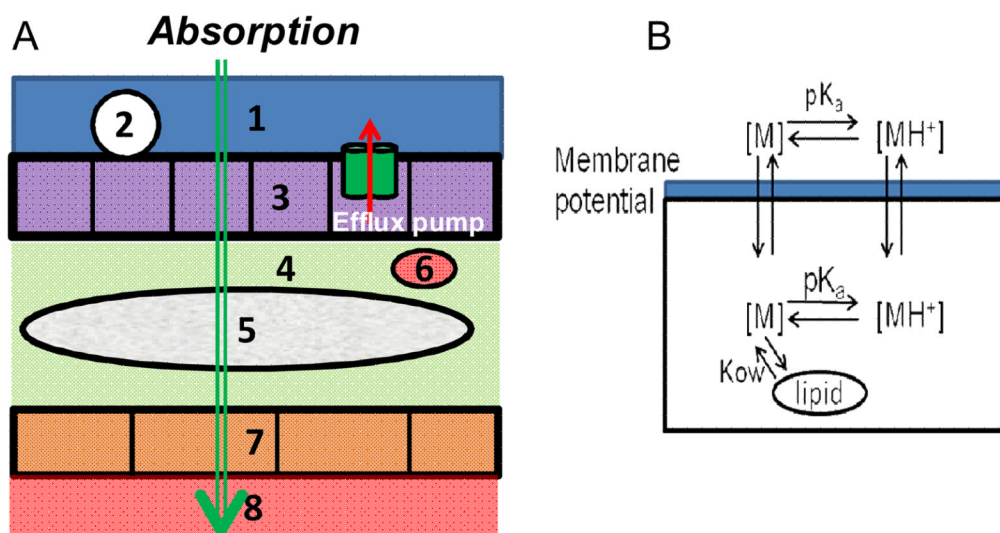 A
Absorption
2
1
3
Efflux pump
4
6
5
7
8
B
pKa
[M]
[MH+]
Membrane
potential
pKa
[M]
[MH+]
Kow
lipid